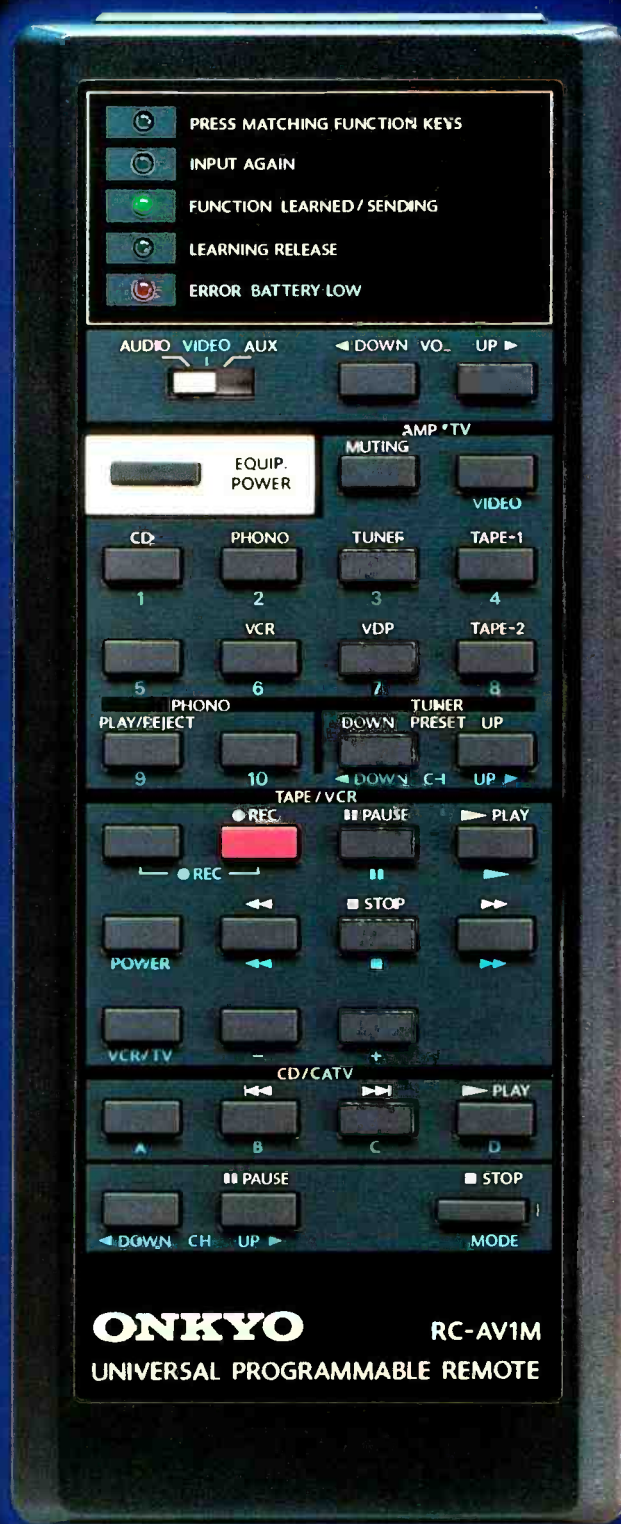 PRESS MATCHING FUNCTION KEYS
INPUT AGAIN
FUNCTION LEARNED / SENDING
LEARNING RELEASE
ERROR BATTERY LOW
AUDIO VIDEO AUX ◄ DOWN VOL UP ►
AMP • TV
EQUIP. POWER MUTING
VIDEO
CD PHONO TUNER TAPE-1
1 2 3 4
VCR VDP TAPE-2
5 6 7 8
PHONO TUNER
PLAY/REJECT DOWN PRESET UP
9 10 ◄ DOWN CH UP ►
TAPE / VCR
● REC ▮▮ PAUSE ► PLAY
● REC ▮▮ ►
◄◄ ■ STOP ►►
POWER ◄◄ ■ ►►
VCR/TV - +
CD/CATV
|◄◄ ►►| ► PLAY
A B C D
▮▮ PAUSE ■ STOP
◄ DOWN CH UP ► MODE
ONKYO RC-AV1M
UNIVERSAL PROGRAMMABLE REMOTE